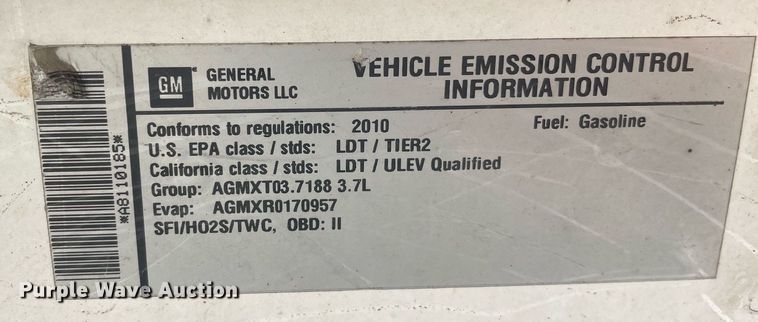 *A8110185*
GM GENERAL MOTORS LLC
VEHICLE EMISSION CONTROL
INFORMATION
Conforms to regulations: 2010 Fuel: Gasoline
U.S. EPA class / stds: LDT / TIER2
California class / stds: LDT / ULEV Qualified
Group: AGMXT03.7188 3.7L
Evap: AGMXR0170957
SFI/HO2S/TWC, OBD: II
Purple Wave Auction